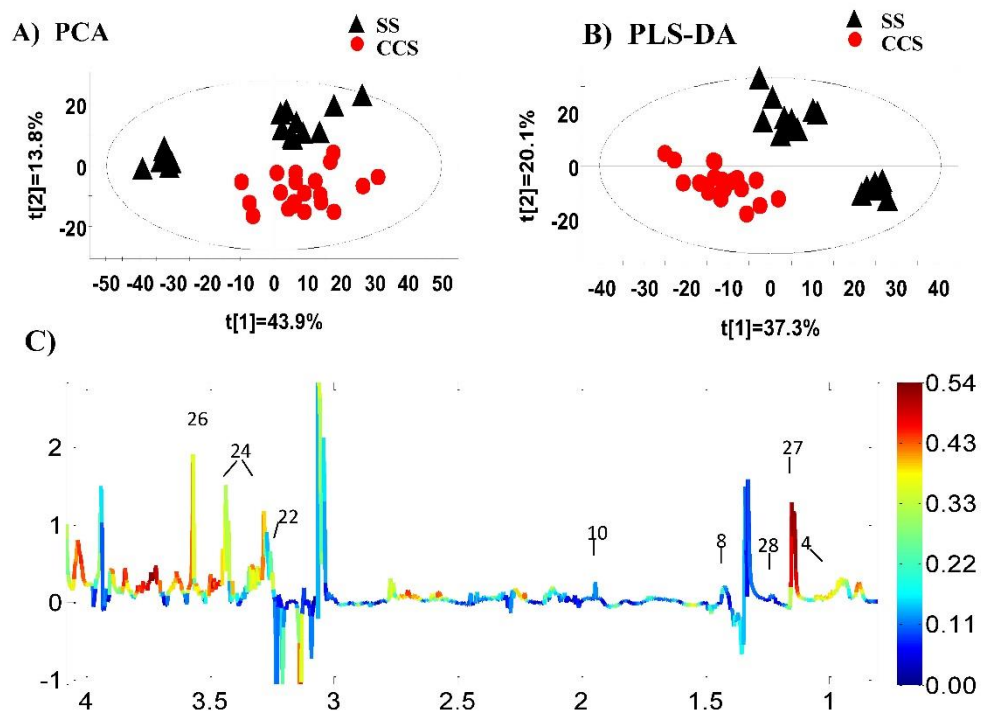 A) PCA
SS
CCS
B) PLS-DA
SS
CCS
t[2]=13.8%
20
0
-20
-50 -40 -30 -20 -10 0 10 20 30 40 50
t[1]=43.9%
t[2]=20.1%
20
0
-20
-40 -30 -20 -10 0 10 20 30 40
t[1]=37.3%
C)
2
1
0
-1
26
24
22
10
8
28
27
4
4 3.5 3 2.5 2 1.5 1
0.54
0.43
0.33
0.22
0.11
0.00